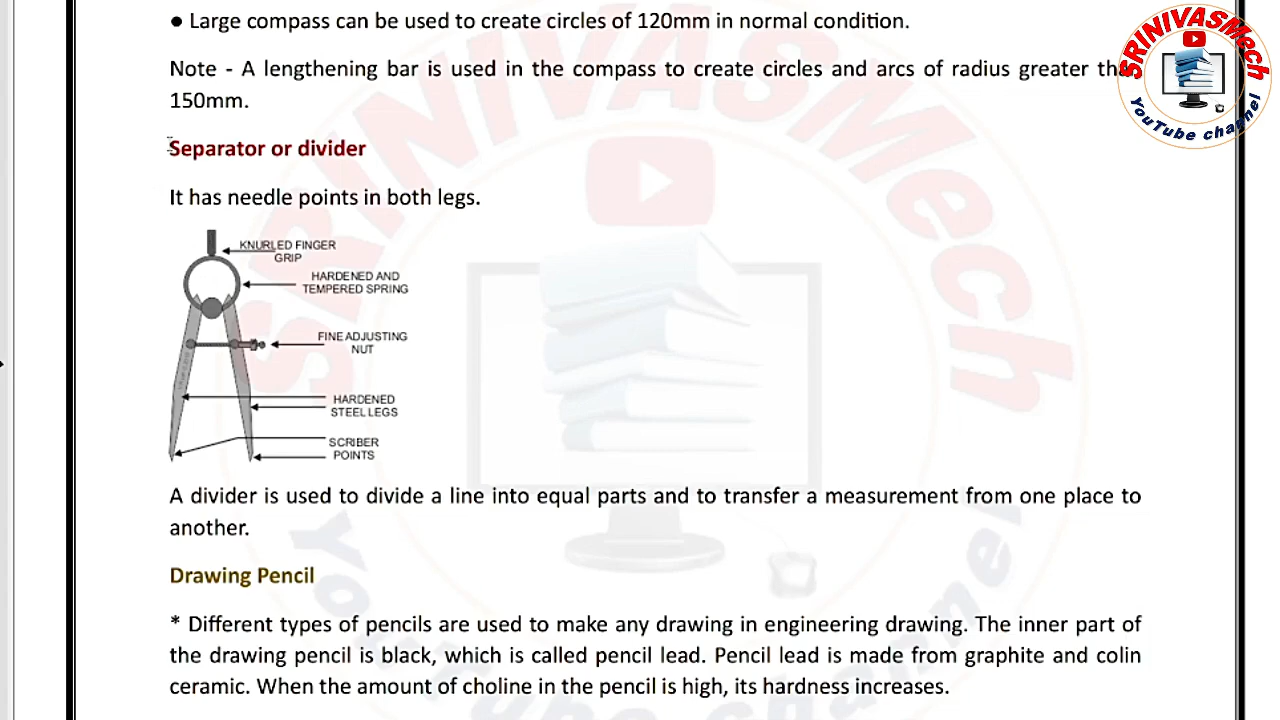 ● Large compass can be used to create circles of 120mm in normal condition.
Note - A lengthening bar is used in the compass to create circles and arcs of radius greater
150mm.
Separator or divider
It has needle points in both legs.
KNURLED FINGER
GRIP
HARDENED AND
TEMPERED SPRING
FINE ADJUSTING
NUT
HARDENED
STEEL LEGS
SCRIBER
POINTS
A divider is used to divide a line into equal parts and to transfer a measurement from one place to
another.
Drawing Pencil
* Different types of pencils are used to make any drawing in engineering drawing. The inner part of
the drawing pencil is black, which is called pencil lead. Pencil lead is made from graphite and colin
ceramic. When the amount of choline in the pencil is high, its hardness increases.
SRINIVASMech
YouTube channel
SRINIVASMech
YouTube channel